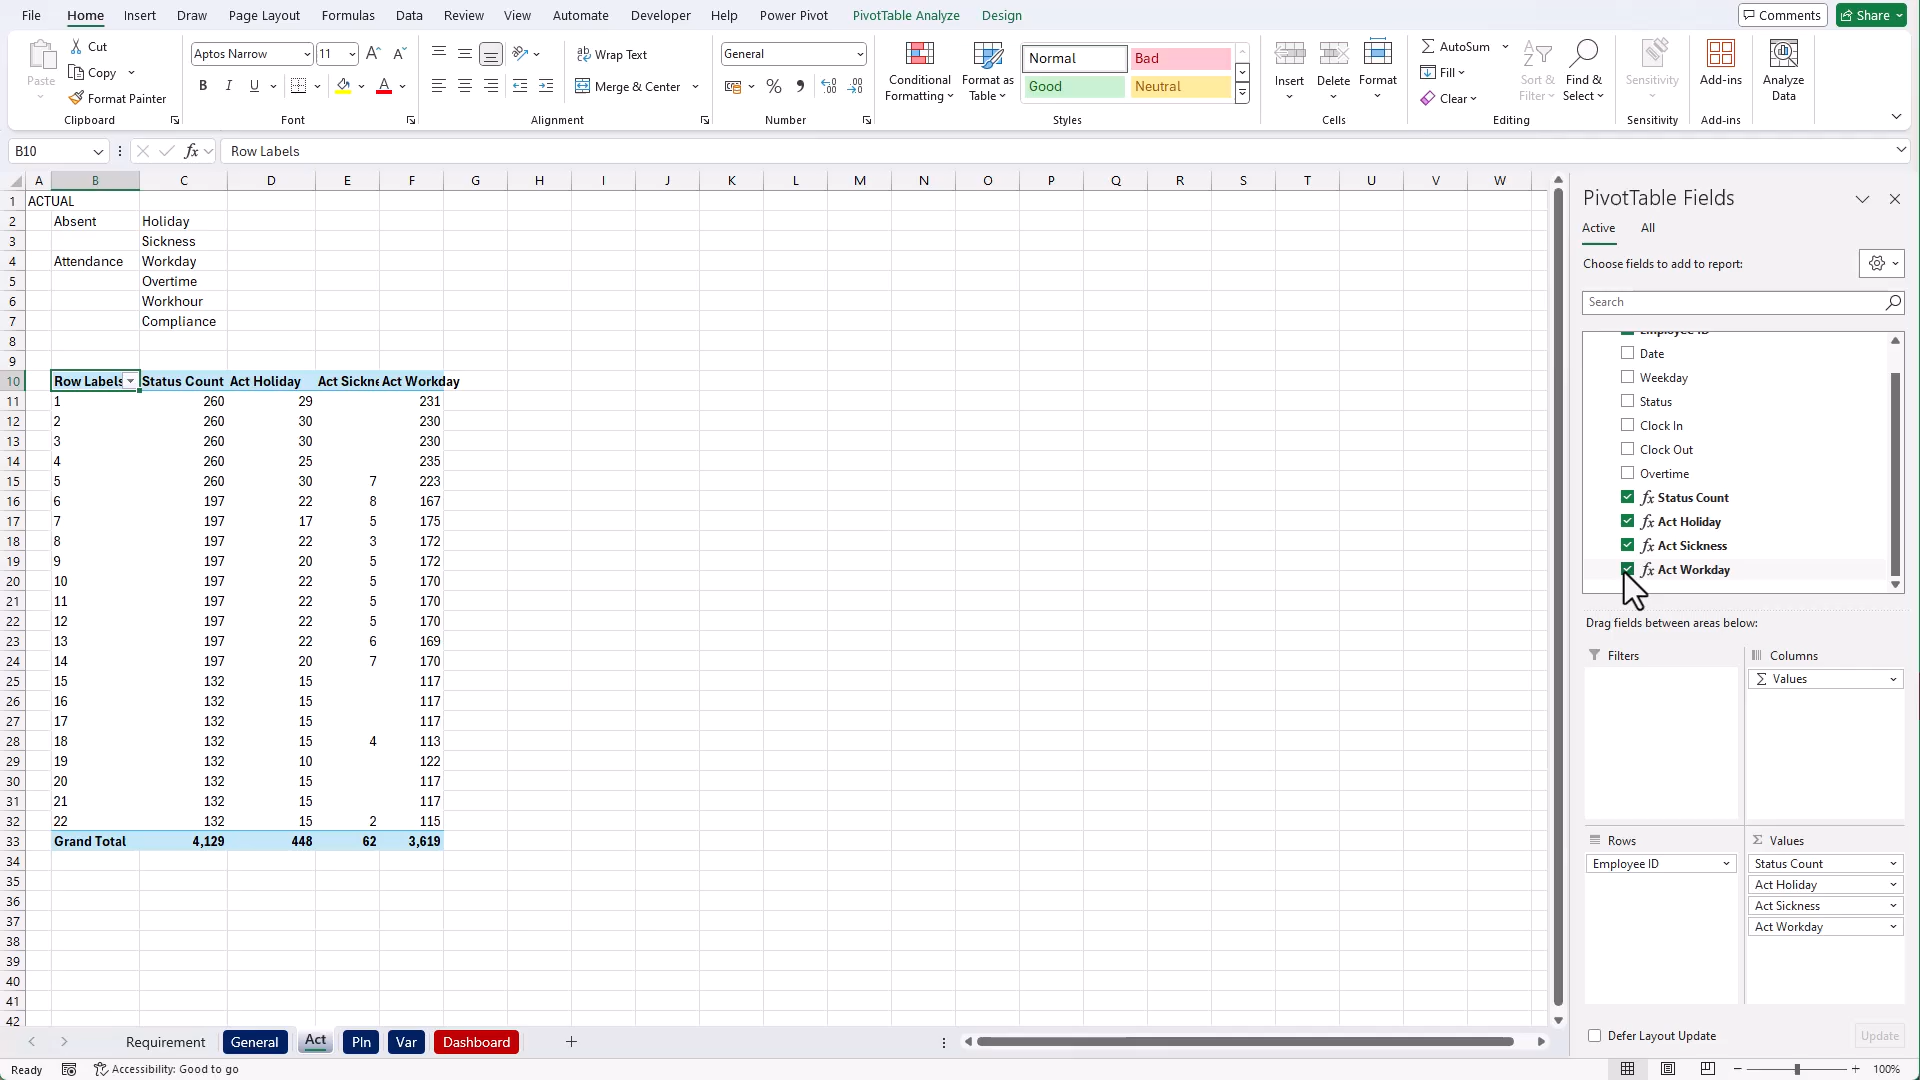 File Home Insert Draw Page Layout Formulas Data Review View Automate Developer Help Power Pivot PivotTable Analyze Design Comments Share
Paste Cut Copy Format Painter Clipboard
Aptos Narrow 11 B I U A Font
Wrap Text Merge & Center Alignment
General % Number
Conditional Formatting Format as Table Normal Bad Good Neutral Styles
Insert Delete Format Cells
AutoSum Fill Clear Sort & Filter Find & Select Editing
Sensitivity Sensitivity
Add-ins Add-ins
Analyze Data
B10 fx Row Labels
A B C D E F G H I J K L M N O P Q R S T U V W
1 ACTUAL
2 Absent Holiday
3 Sickness
4 Attendance Workday
5 Overtime
6 Workhour
7 Compliance
8
9
10 Row Labels Status Count Act Holiday Act Sickne Act Workday
11 1 260 29 231
12 2 260 30 230
13 3 260 30 230
14 4 260 25 235
15 5 260 30 7 223
16 6 197 22 8 167
17 7 197 17 5 175
18 8 197 22 3 172
19 9 197 20 5 172
20 10 197 22 5 170
21 11 197 22 5 170
22 12 197 22 5 170
23 13 197 22 6 169
24 14 197 20 7 170
25 15 132 15 117
26 16 132 15 117
27 17 132 15 117
28 18 132 15 4 113
29 19 132 10 122
30 20 132 15 117
31 21 132 15 117
32 22 132 15 2 115
33 Grand Total 4,129 448 62 3,619
34
35
36
37
38
39
40
41
42
PivotTable Fields
Active All
Choose fields to add to report:
Search
Employee ID
Date
Weekday
Status
Clock In
Clock Out
Overtime
fx Status Count
fx Act Holiday
fx Act Sickness
fx Act Workday
Drag fields between areas below:
Filters Columns
Σ Values
Rows Σ Values
Employee ID Status Count
Act Holiday
Act Sickness
Act Workday
Defer Layout Update Update
Requirement General Act Pln Var Dashboard +
Ready Accessibility: Good to go 100%